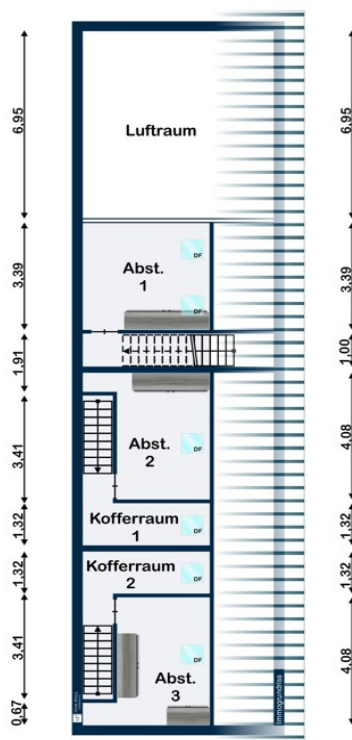 6.95
6.95
Luftraum
3.39
3.39
DF
Abst.
1
DF
1.91
1.00
3.41
4.08
Abst.
2
DF
1.32
1.32
Kofferraum
1
DF
1.32
1.32
Kofferraum
2
DF
3.41
4.08
DF
Abst.
3
0.67
Immogrundriss